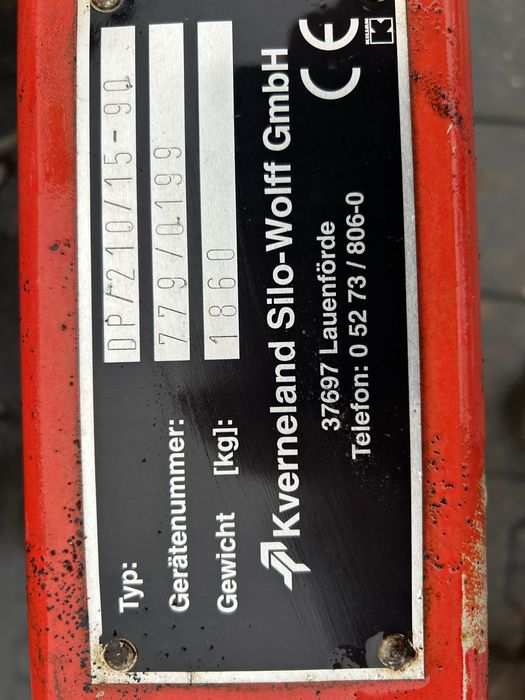 Typ: DP/210/15-90
Gerätenummer: 779/0199
Gewicht [kg]: 1860
Kverneland Silo-Wolff GmbH
37697 Lauenförde
Telefon: 0 52 73 / 806-0
CE